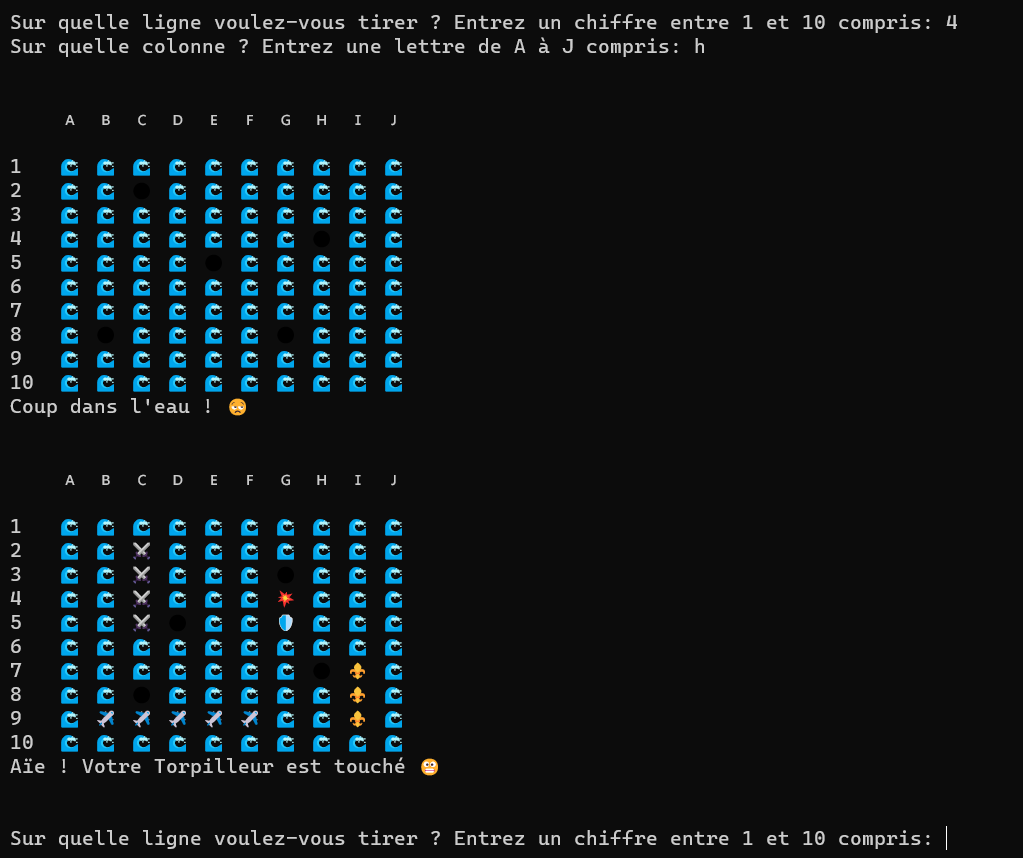 Sur quelle ligne voulez-vous tirer ? Entrez un chiffre entre 1 et 10 compris: 4
Sur quelle colonne ? Entrez une lettre de A à J compris: h
A B C D E F G H I J
1 🌊 🌊 🌊 🌊 🌊 🌊 🌊 🌊 🌊 🌊
2 🌊 🌊 ⚫ 🌊 🌊 🌊 🌊 🌊 🌊 🌊
3 🌊 🌊 🌊 🌊 🌊 🌊 🌊 🌊 🌊 🌊
4 🌊 🌊 🌊 🌊 🌊 🌊 🌊 ⚫ 🌊 🌊
5 🌊 🌊 🌊 🌊 ⚫ 🌊 🌊 🌊 🌊 🌊
6 🌊 🌊 🌊 🌊 🌊 🌊 🌊 🌊 🌊 🌊
7 🌊 🌊 🌊 🌊 🌊 🌊 🌊 🌊 🌊 🌊
8 🌊 ⚫ 🌊 🌊 🌊 🌊 ⚫ 🌊 🌊 🌊
9 🌊 🌊 🌊 🌊 🌊 🌊 🌊 🌊 🌊 🌊
10 🌊 🌊 🌊 🌊 🌊 🌊 🌊 🌊 🌊 🌊
Coup dans l'eau ! 😳
A B C D E F G H I J
1 🌊 🌊 🌊 🌊 🌊 🌊 🌊 🌊 🌊 🌊
2 🌊 🌊 ⚔ 🌊 🌊 🌊 🌊 🌊 🌊 🌊
3 🌊 🌊 ⚔ 🌊 🌊 🌊 ⚫ 🌊 🌊 🌊
4 🌊 🌊 ⚔ 🌊 🌊 🌊 💥 🌊 🌊 🌊
5 🌊 🌊 ⚔ ⚫ 🌊 🌊 🛡 🌊 🌊 🌊
6 🌊 🌊 🌊 🌊 🌊 🌊 🌊 🌊 🌊 🌊
7 🌊 🌊 🌊 🌊 🌊 🌊 🌊 ⚫ ⚜ 🌊
8 🌊 🌊 ⚫ 🌊 🌊 🌊 🌊 🌊 ⚜ 🌊
9 🌊 ✈ ✈ ✈ ✈ ✈ 🌊 🌊 ⚜ 🌊
10 🌊 🌊 🌊 🌊 🌊 🌊 🌊 🌊 🌊 🌊
Aïe ! Votre Torpilleur est touché 😬
Sur quelle ligne voulez-vous tirer ? Entrez un chiffre entre 1 et 10 compris: